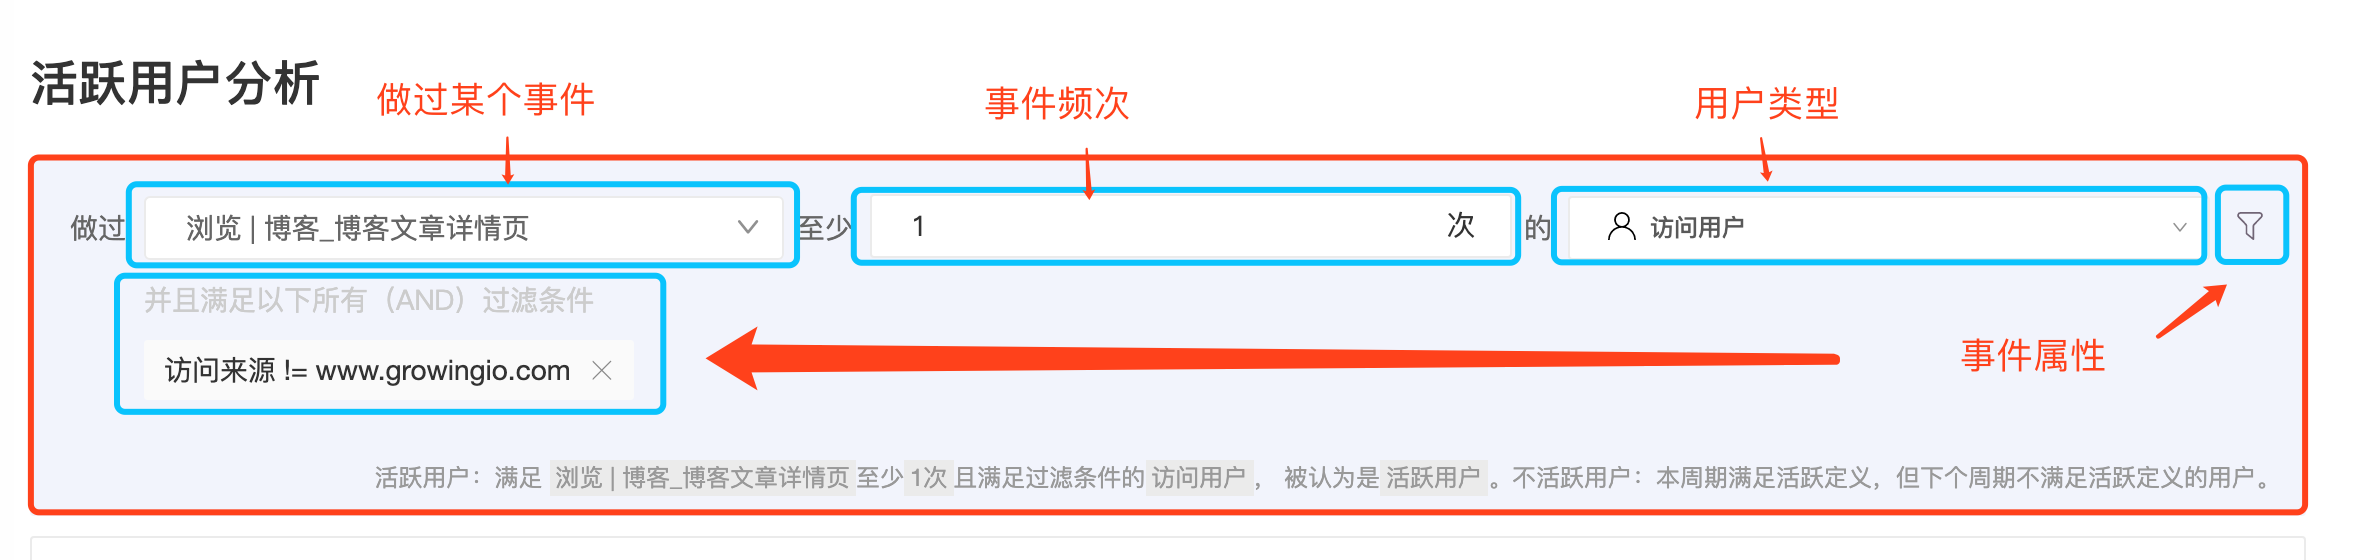 活跃用户分析
做过某个事件
事件频次
用户类型
做过 浏览 | 博客_博客文章详情页 至少 1 次 的 访问用户
并且满足以下所有（AND）过滤条件
访问来源 != www.growingio.com
事件属性
活跃用户：满足 浏览 | 博客_博客文章详情页 至少 1次 且满足过滤条件的 访问用户 ， 被认为是 活跃用户 。不活跃用户：本周期满足活跃定义，但下个周期不满足活跃定义的用户。